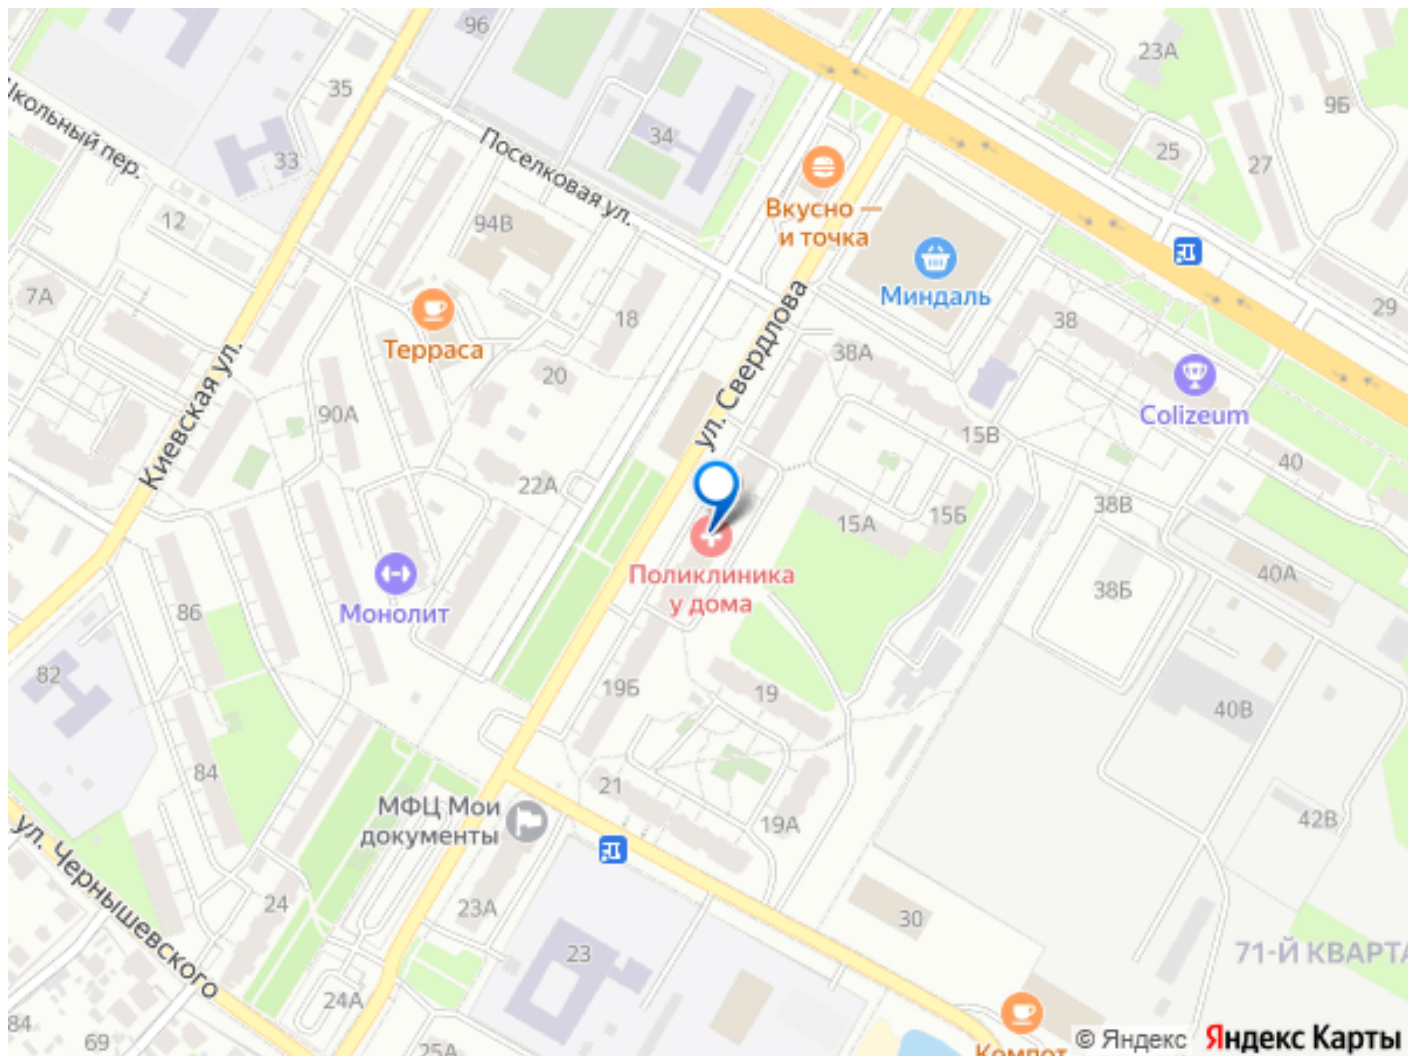 96
23А
9Б
35
34
25
27
33
Школьный пер.
Поселковая ул.
12
94В
Вкусно —
и точка
7А
Миндаль
29
18
38
Терраса
38А
ул. Свердлова
20
Colizeum
Киевская ул.
90А
15В
40
22А
38В
15А
15Б
Поликлиника
у дома
40А
38Б
Монолит
86
82
19Б
19
40В
84
21
МФЦ Мои
документы
19А
42В
ул. Чернышевского
24
23А
30
23
71-Й КВАРТА
24А
84
69
25А
Компот
© Яндекс
Яндекс Карты